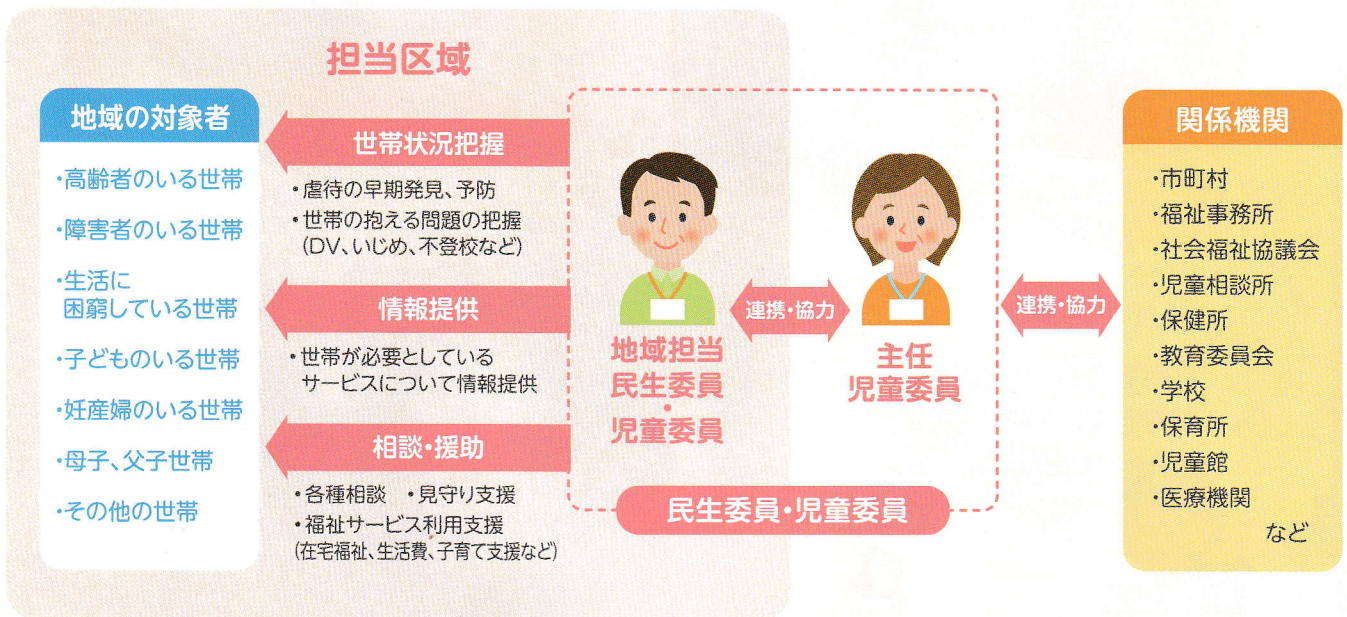 担当区域
地域の対象者
・高齢者のいる世帯
・障害者のいる世帯
・生活に
困窮している世帯
・子どものいる世帯
・妊産婦のいる世帯
・母子、父子世帯
・その他の世帯
世帯状況把握
・虐待の早期発見、予防
・世帯の抱える問題の把握
(DV、いじめ、不登校など)
情報提供
・世帯が必要としている
サービスについて情報提供
相談・援助
・各種相談 ・見守り支援
・福祉サービス利用支援
(在宅福祉、生活費、子育て支援など)
地域担当
民生委員
・
児童委員
連携・協力
主任
児童委員
民生委員・児童委員
連携・協力
関係機関
・市町村
・福祉事務所
・社会福祉協議会
・児童相談所
・保健所
・教育委員会
・学校
・保育所
・児童館
・医療機関
など